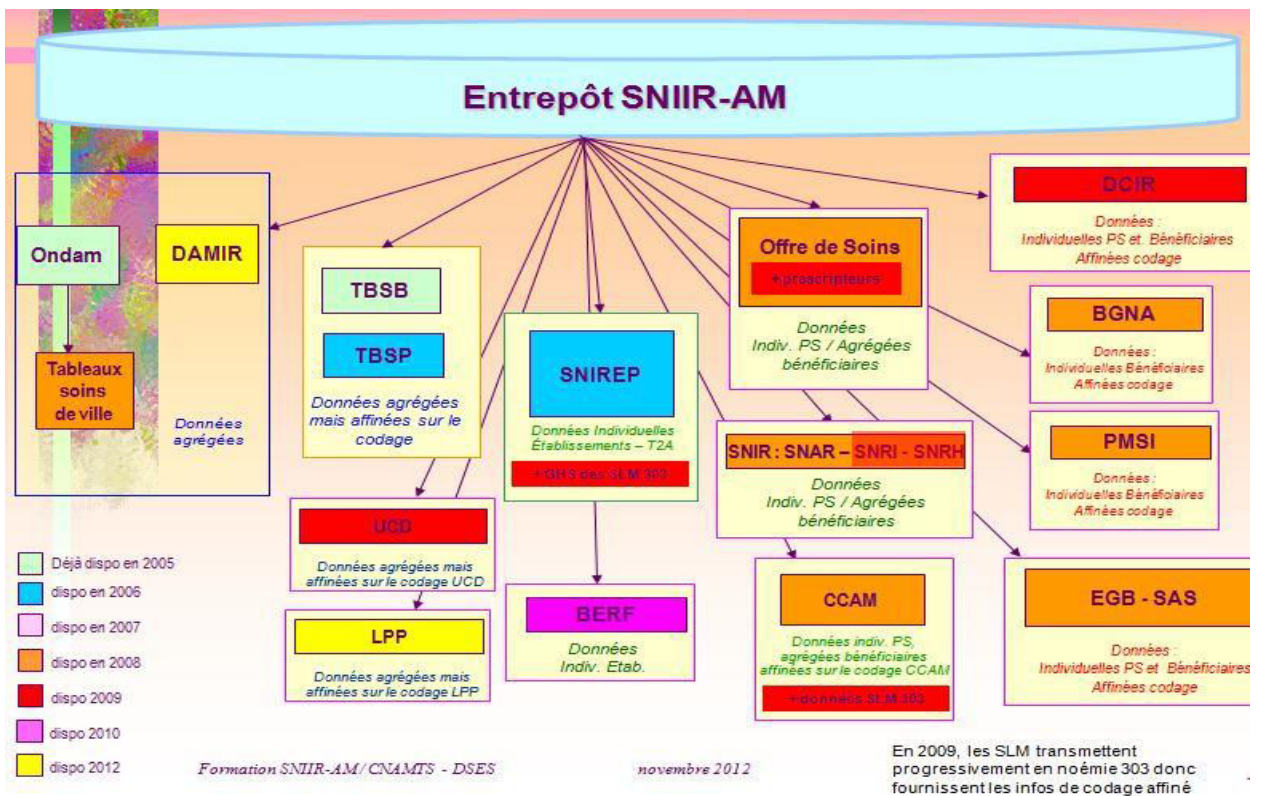 Entrepôt SNIIR-AM
Ondam
DAMIR
Tableaux
soins
de ville
Données
agrégées
TBSB
TBSP
Données agrégées
mais affinées sur le
codage
UCD
Données agrégées mais
affinées sur le codage UCD
LPP
Données agrégées mais
affinées sur le codage LPP
SNIREP
Données Individuelles
Établissements – T2A
+ GHS des SLM 303
BERF
Données
Indiv. Etab.
Offre de Soins
+ prescripteurs
Données
Indiv. PS / Agrégées
bénéficiaires
SNIR : SNAR – SNRI - SNRH
Données
Indiv. PS / Agrégées
bénéficiaires
CCAM
Données indiv. PS,
agrégées bénéficiaires
affinées sur le codage CCAM
+ données SLM 303
DCIR
Données :
Individuelles PS et. Bénéficiaires
Affinées codage
BGNA
Données :
Individuelles Bénéficiaires
Affinées codage
PMSI
Données :
Individuelles Bénéficiaires
Affinées codage
EGB - SAS
Données :
Individuelles PS et Bénéficiaires
Affinées codage
Déjà dispo en 2005
dispo en 2006
dispo en 2007
dispo en 2008
dispo 2009
dispo 2010
dispo 2012
Formation SNIIR-AM/ CNAMTS - DSES
novembre 2012
En 2009, les SLM transmettent
progressivement en noémie 303 donc
fournissent les infos de codage affiné